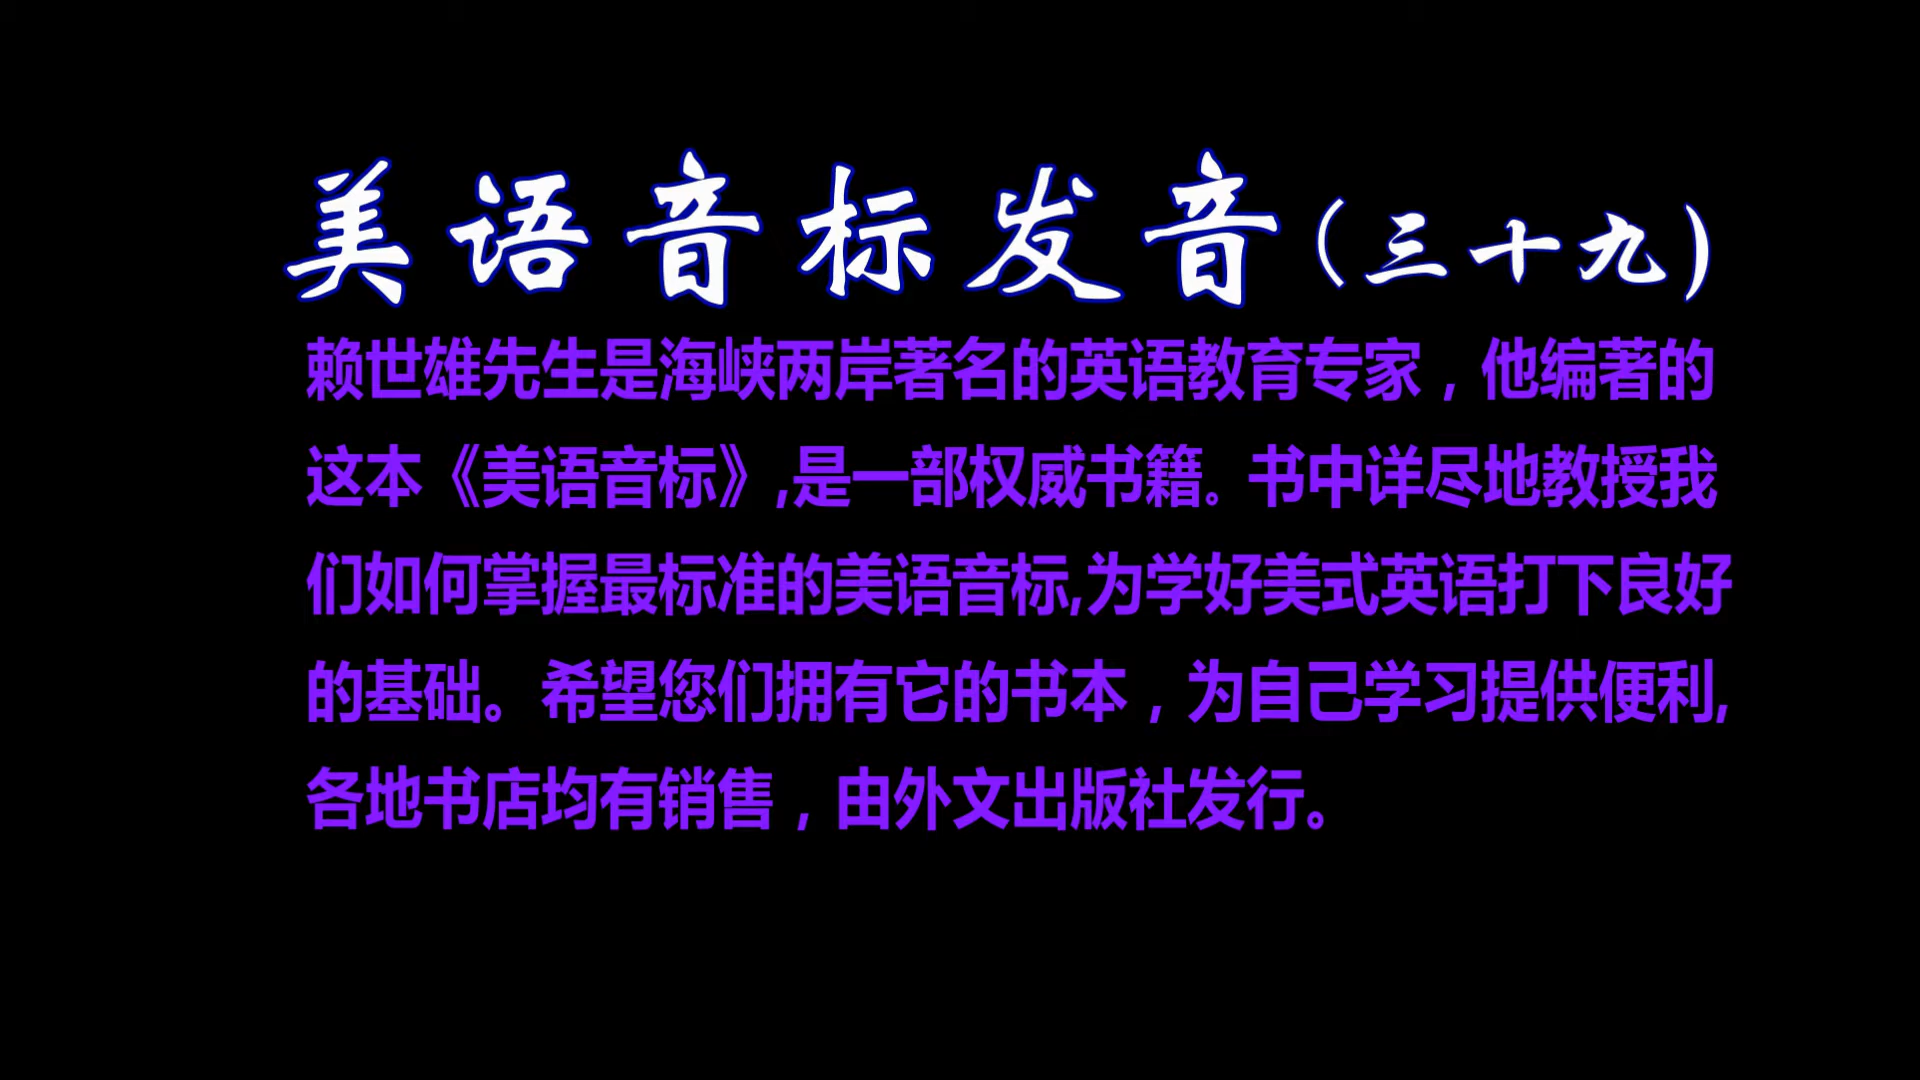 美语音标发音(三十九)
赖世雄先生是海峡两岸著名的英语教育专家，他编著的
这本《美语音标》,是一部权威书籍。书中详尽地教授我
们如何掌握最标准的美语音标,为学好美式英语打下良好
的基础。希望您们拥有它的书本，为自己学习提供便利,
各地书店均有销售，由外文出版社发行。